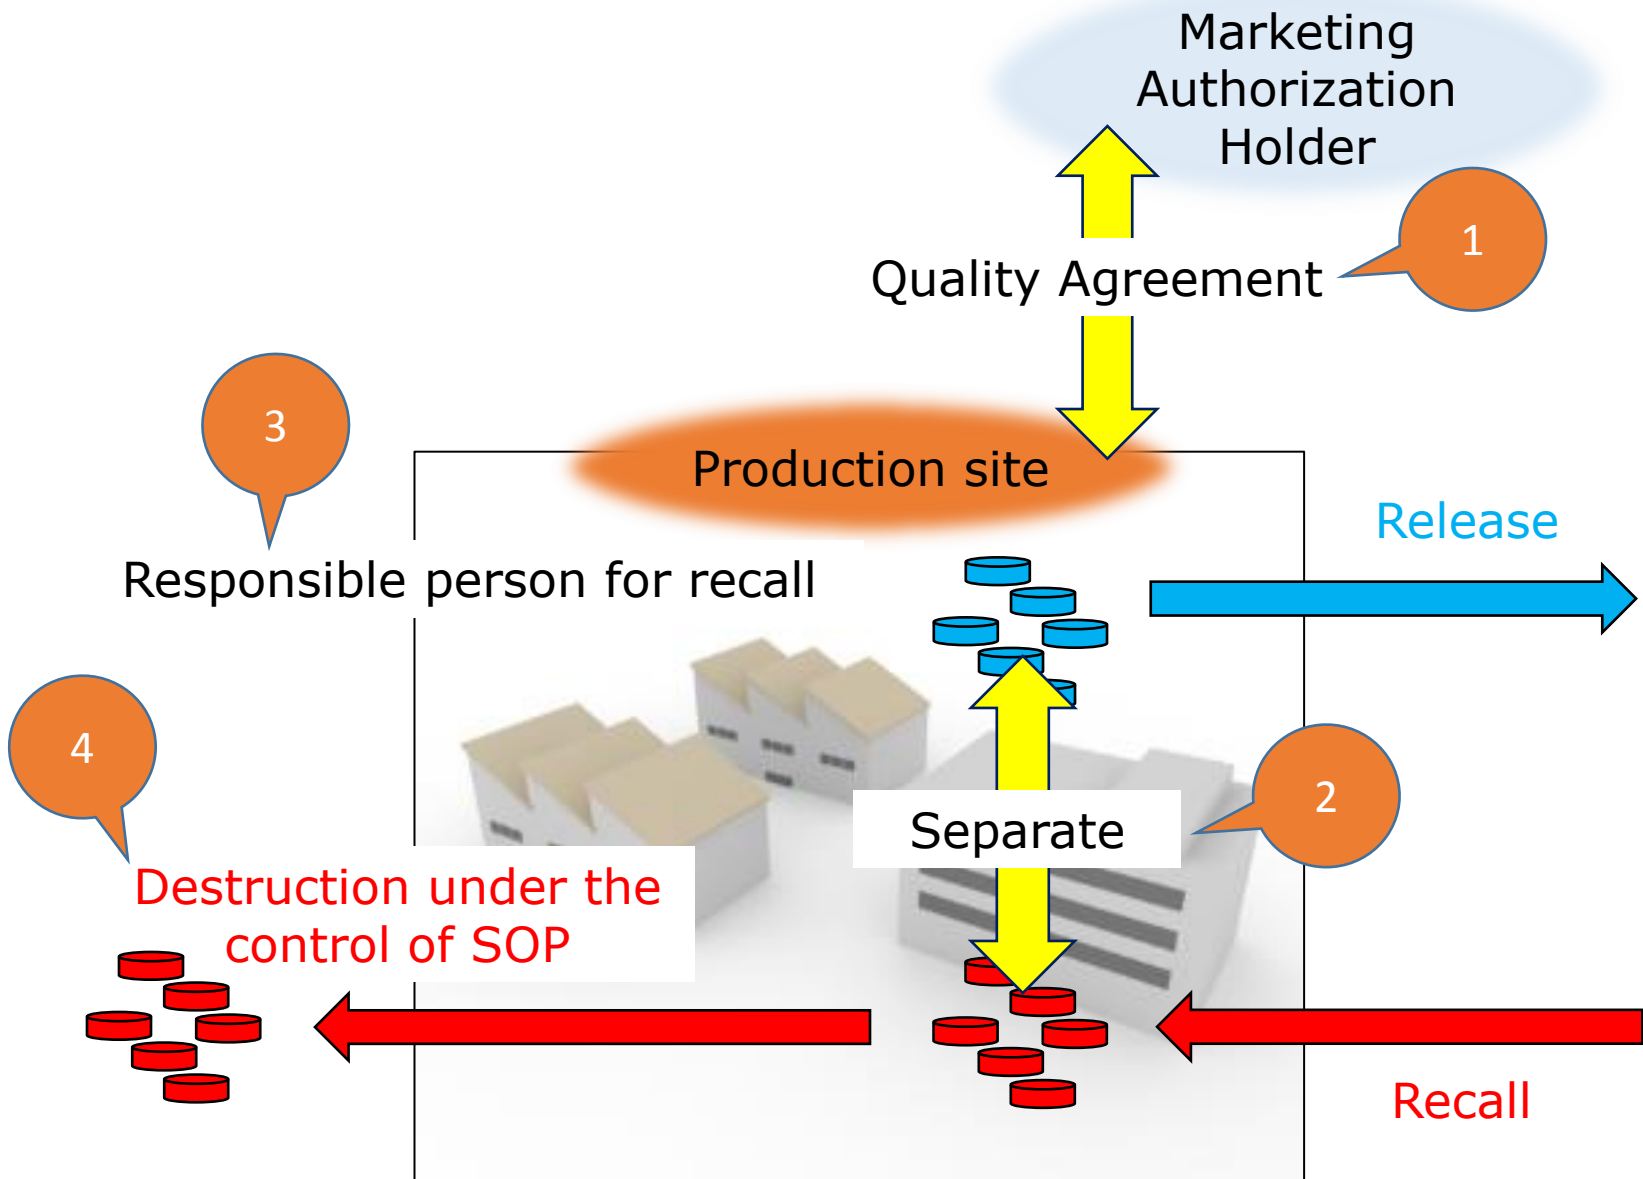 Marketing
Authorization
Holder
1
Quality Agreement
3
Production site
Release
Responsible person for recall
4
2
Separate
Destruction under the
control of SOP
Recall